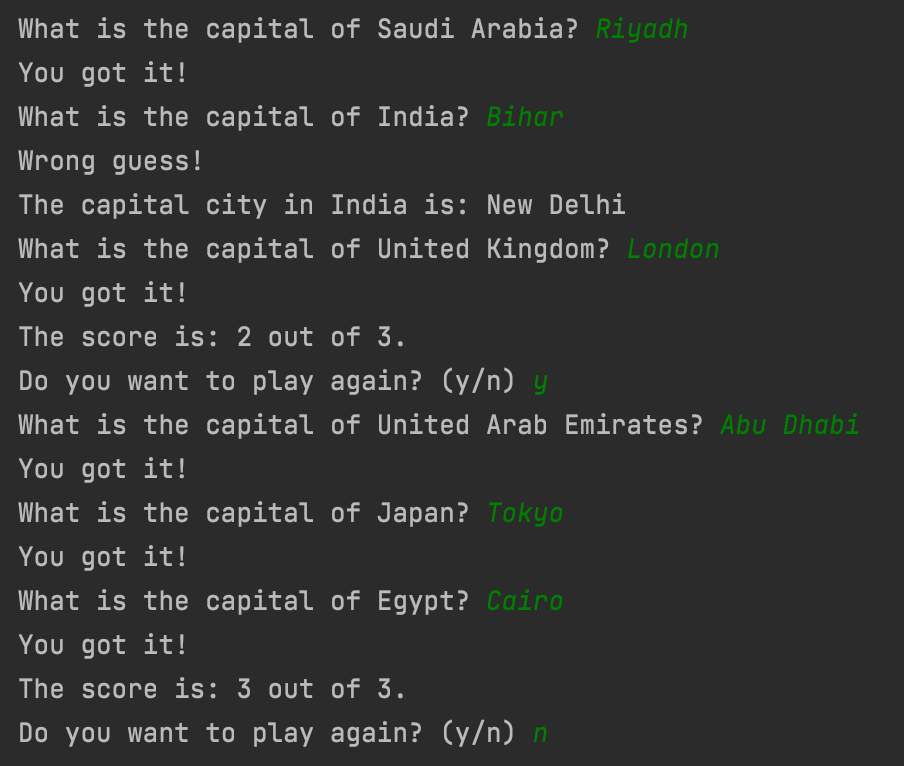 What is the capital of Saudi Arabia? Riyadh
You got it!
What is the capital of India? Bihar
Wrong guess!
The capital city in India is: New Delhi
What is the capital of United Kingdom? London
You got it!
The score is: 2 out of 3.
Do you want to play again? (y/n) y
What is the capital of United Arab Emirates? Abu Dhabi
You got it!
What is the capital of Japan? Tokyo
You got it!
What is the capital of Egypt? Cairo
You got it!
The score is: 3 out of 3.
Do you want to play again? (y/n) n